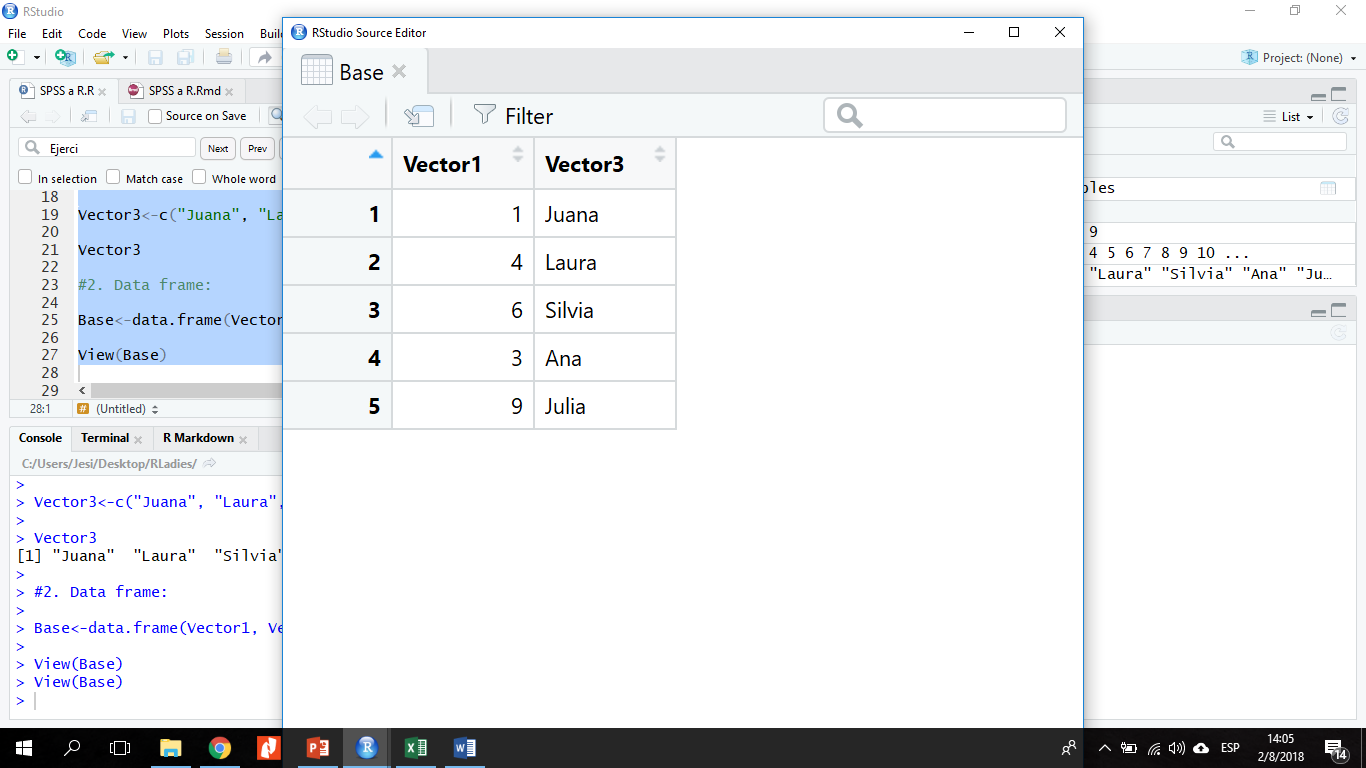 RStudio
File Edit Code View Plots Session Buil
Project: (None)
SPSS a R.R
SPSS a R.Rmd
Source on Save
Ejerci
Next
Prev
In selection
Match case
Whole word
18
19 Vector3<-c("Juana", "La
20
21 Vector3
22
23 #2. Data frame:
24
25 Base<-data.frame(Vector
26
27 View(Base)
28
29
28:1
(Untitled)
Console Terminal R Markdown
C:/Users/Jesi/Desktop/RLadies/
>
> Vector3<-c("Juana", "Laura",
>
> Vector3
[1] "Juana" "Laura" "Silvia"
>
> #2. Data frame:
>
> Base<-data.frame(Vector1, Ve
>
> View(Base)
> View(Base)
>
RStudio Source Editor
Base
Filter
Vector1 Vector3
1 1 Juana
2 4 Laura
3 6 Silvia
4 3 Ana
5 9 Julia
List
bles
9
4 5 6 7 8 9 10 ...
"Laura" "Silvia" "Ana" "Ju…
ESP
14:05
2/8/2018
14